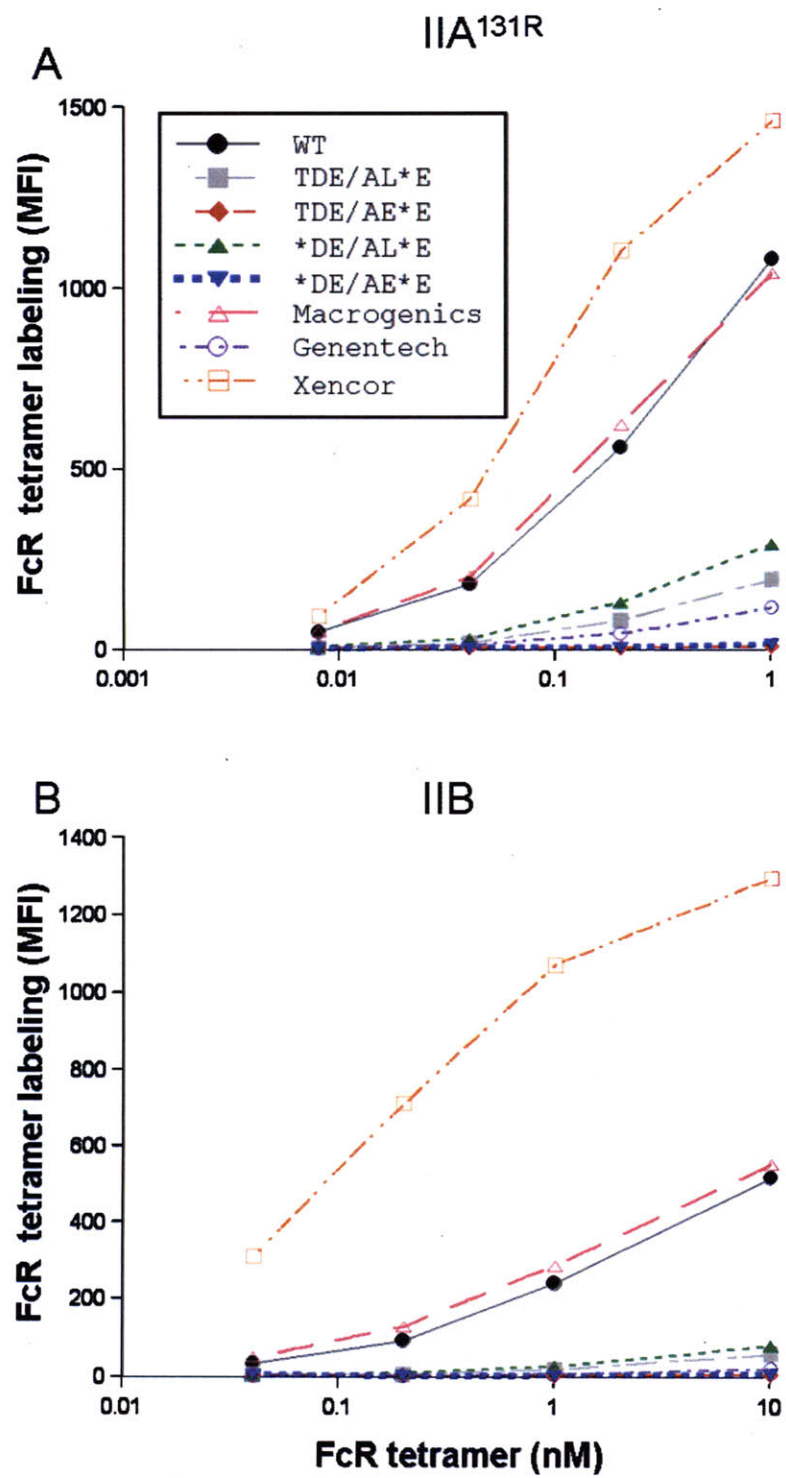 IIA131R
A
1500
1000
500
0
FcR tetramer labeling (MFI)
WT
TDE/AL*E
TDE/AE*E
*DE/AL*E
*DE/AE*E
Macrogenics
Genentech
Xencor
0.001
0.01
0.1
1
B
IIB
1400
1200
1000
800
600
400
200
0
FcR tetramer labeling (MFI)
0.01
0.1
1
10
FcR tetramer (nM)